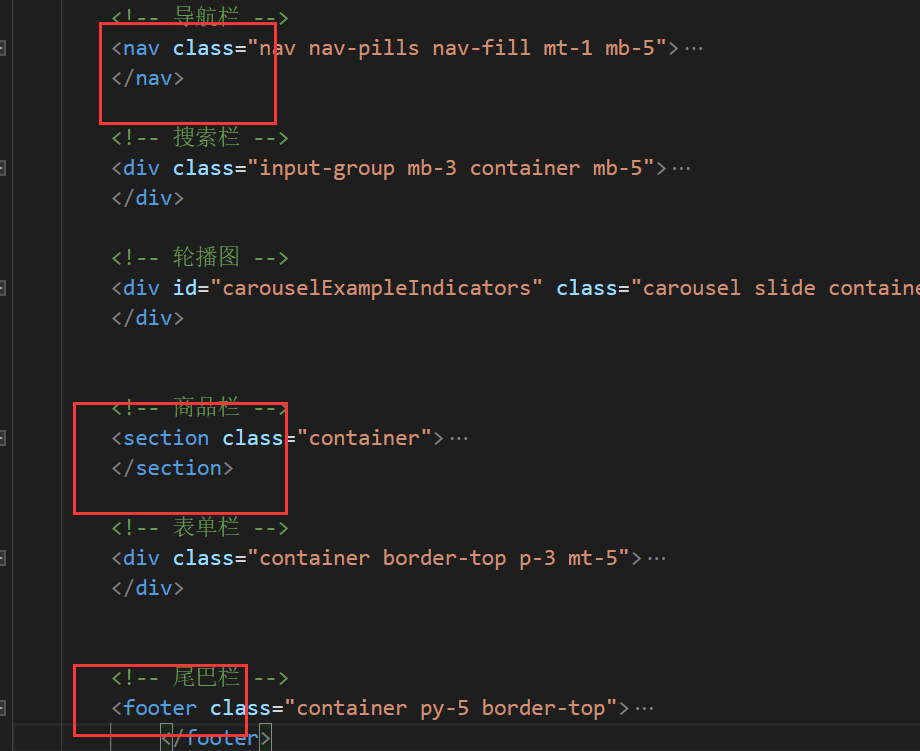 <!-- 导航栏 -->
<nav class="nav nav-pills nav-fill mt-1 mb-5">···
</nav>
<!-- 搜索栏 -->
<div class="input-group mb-3 container mb-5">···
</div>
<!-- 轮播图 -->
<div id="carouselExampleIndicators" class="carousel slide containe
</div>
<!-- 商品栏 -->
<section class="container">···
</section>
<!-- 表单栏 -->
<div class="container border-top p-3 mt-5">···
</div>
<!-- 尾巴栏 -->
<footer class="container py-5 border-top">···
</footer>